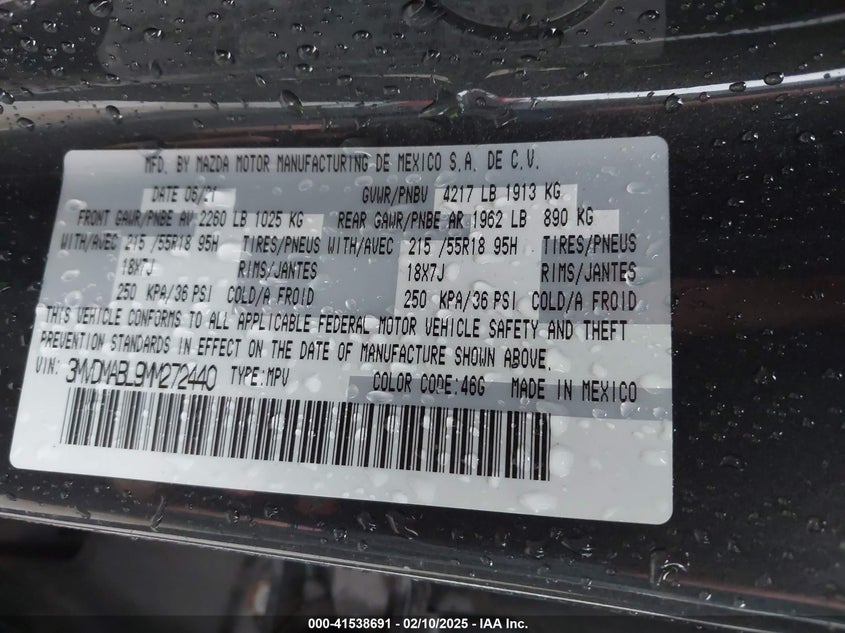 MFD. BY MAZDA MOTOR MANUFACTURING DE MEXICO S.A. DE C.V.
DATE 06/21 GVWR/PNBV 4217 LB 1913 KG
FRONT GAWR/PNBE AV 2260 LB 1025 KG REAR GAWR/PNBE AR 1962 LB 890 KG
WITH/AVEC 215 /55R18 95H TIRES/PNEUS WITH/AVEC 215 /55R18 95H TIRES/PNEUS
18X7J RIMS/JANTES 18X7J RIMS/JANTES
250 KPA/36 PSI COLD/A FROID 250 KPA/36 PSI COLD/A FROID
THIS VEHICLE CONFORMS TO ALL APPLICABLE FEDERAL MOTOR VEHICLE SAFETY AND THEFT
PREVENTION STANDARDS IN EFFECT ON THE DATE OF MANUFACTURE SHOWN ABOVE.
VIN: 3MVDMABL9MM272440 TYPE:MPV COLOR CODE:46G MADE IN MEXICO
000-41538691 — 02/10/2025 — IAA Inc.